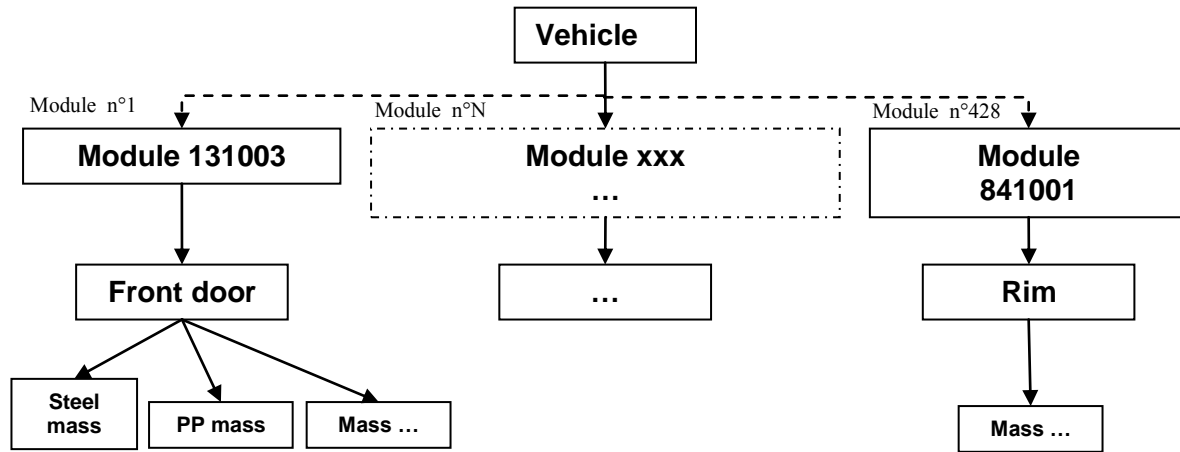 Vehicle
Module n°1
Module n°N
Module n°428
Module 131003
Module xxx
…
Module
841001
Front door
…
Rim
Steel
mass
PP mass
Mass …
Mass …